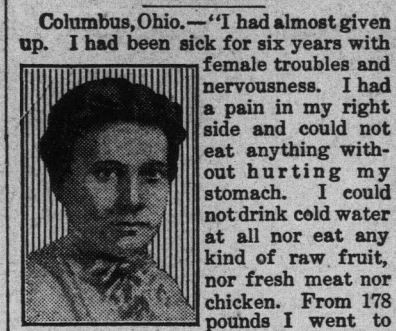 Columbus, Ohio.—"I had almost given
up. I had been sick for six years with
female troubles and
nervousness. I had
a pain in my right
side and could not
eat anything with-
out hurting my
stomach. I could
not drink cold water
at all nor eat any
kind of raw fruit,
nor fresh meat nor
chicken. From 178
pounds I went to